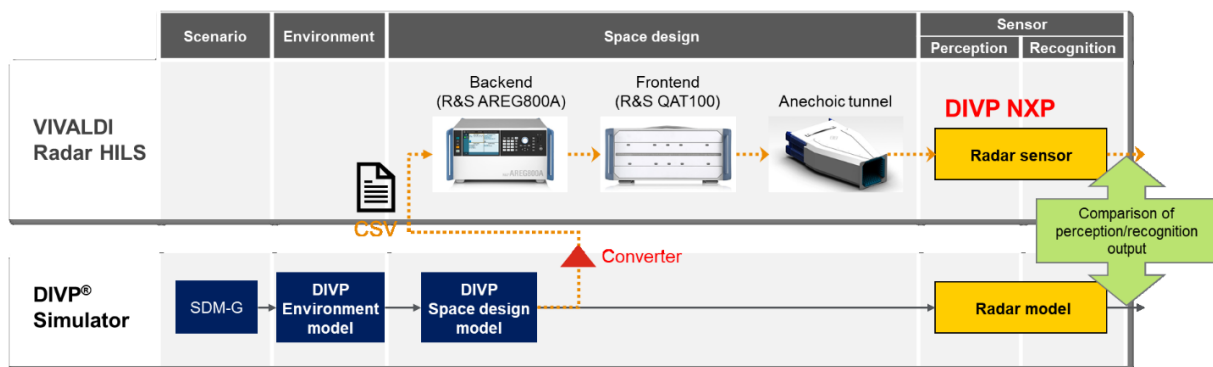 Scenario
Environment
Space design
Sensor
Perception
Recognition
VIVALDI
Radar HILS
Backend
(R&S AREG800A)
Frontend
(R&S QAT100)
Anechoic tunnel
DIVP NXP
Radar sensor
CSV
Converter
Comparison of
perception/recognition
output
DIVP®
Simulator
SDM-G
DIVP
Environment
model
DIVP
Space design
model
Radar model